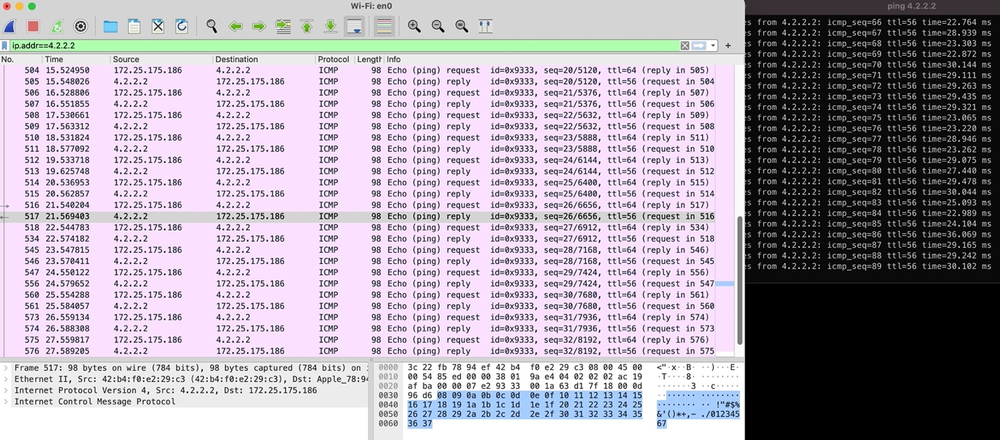 Wi-Fi: en0
ip.addr==4.2.2.2
No. Time Source Destination Protocol Length Info
504 15.524950 172.25.175.186 4.2.2.2 ICMP 98 Echo (ping) request id=0x9333, seq=20/5120, ttl=64 (reply in 505)
505 15.548026 4.2.2.2 172.25.175.186 ICMP 98 Echo (ping) reply id=0x9333, seq=20/5120, ttl=56 (request in 504
506 16.528806 172.25.175.186 4.2.2.2 ICMP 98 Echo (ping) request id=0x9333, seq=21/5376, ttl=64 (reply in 507)
507 16.551855 4.2.2.2 172.25.175.186 ICMP 98 Echo (ping) reply id=0x9333, seq=21/5376, ttl=56 (request in 506
508 17.530661 172.25.175.186 4.2.2.2 ICMP 98 Echo (ping) request id=0x9333, seq=22/5632, ttl=64 (reply in 509)
509 17.563312 4.2.2.2 172.25.175.186 ICMP 98 Echo (ping) reply id=0x9333, seq=22/5632, ttl=56 (request in 508
510 18.531824 172.25.175.186 4.2.2.2 ICMP 98 Echo (ping) request id=0x9333, seq=23/5888, ttl=64 (reply in 511)
511 18.577092 4.2.2.2 172.25.175.186 ICMP 98 Echo (ping) reply id=0x9333, seq=23/5888, ttl=56 (request in 510
512 19.533718 172.25.175.186 4.2.2.2 ICMP 98 Echo (ping) request id=0x9333, seq=24/6144, ttl=64 (reply in 513)
513 19.625748 4.2.2.2 172.25.175.186 ICMP 98 Echo (ping) reply id=0x9333, seq=24/6144, ttl=56 (request in 512
514 20.536953 172.25.175.186 4.2.2.2 ICMP 98 Echo (ping) request id=0x9333, seq=25/6400, ttl=64 (reply in 515)
515 20.562857 4.2.2.2 172.25.175.186 ICMP 98 Echo (ping) reply id=0x9333, seq=25/6400, ttl=56 (request in 514
516 21.540204 172.25.175.186 4.2.2.2 ICMP 98 Echo (ping) request id=0x9333, seq=26/6656, ttl=64 (reply in 517)
517 21.569403 4.2.2.2 172.25.175.186 ICMP 98 Echo (ping) reply id=0x9333, seq=26/6656, ttl=56 (request in 516
518 22.544783 172.25.175.186 4.2.2.2 ICMP 98 Echo (ping) request id=0x9333, seq=27/6912, ttl=64 (reply in 534)
534 22.574182 4.2.2.2 172.25.175.186 ICMP 98 Echo (ping) reply id=0x9333, seq=27/6912, ttl=56 (request in 518
545 23.547815 172.25.175.186 4.2.2.2 ICMP 98 Echo (ping) request id=0x9333, seq=28/7168, ttl=64 (reply in 546)
546 23.570411 4.2.2.2 172.25.175.186 ICMP 98 Echo (ping) reply id=0x9333, seq=28/7168, ttl=56 (request in 545
547 24.550122 172.25.175.186 4.2.2.2 ICMP 98 Echo (ping) request id=0x9333, seq=29/7424, ttl=64 (reply in 556)
556 24.579652 4.2.2.2 172.25.175.186 ICMP 98 Echo (ping) reply id=0x9333, seq=29/7424, ttl=56 (request in 547
560 25.554288 172.25.175.186 4.2.2.2 ICMP 98 Echo (ping) request id=0x9333, seq=30/7680, ttl=64 (reply in 561)
561 25.584057 4.2.2.2 172.25.175.186 ICMP 98 Echo (ping) reply id=0x9333, seq=30/7680, ttl=56 (request in 560
573 26.559134 172.25.175.186 4.2.2.2 ICMP 98 Echo (ping) request id=0x9333, seq=31/7936, ttl=64 (reply in 574)
574 26.588308 4.2.2.2 172.25.175.186 ICMP 98 Echo (ping) reply id=0x9333, seq=31/7936, ttl=56 (request in 573
575 27.559817 172.25.175.186 4.2.2.2 ICMP 98 Echo (ping) request id=0x9333, seq=32/8192, ttl=64 (reply in 576)
576 27.589205 4.2.2.2 172.25.175.186 ICMP 98 Echo (ping) reply id=0x9333, seq=32/8192, ttl=56 (request in 575
Frame 517: 98 bytes on wire (784 bits), 98 bytes captured (784 bits) on i
Ethernet II, Src: 42:b4:f0:e2:29:c3 (42:b4:f0:e2:29:c3), Dst: Apple_78:94
Internet Protocol Version 4, Src: 4.2.2.2, Dst: 172.25.175.186
Internet Control Message Protocol
0000 3c 22 fb 78 94 ef 42 b4 f0 e2 29 c3 08 00 45 00 <"·x··B· ··)···E·
0010 00 54 85 ed 00 00 38 01 9a e4 04 02 02 02 ac 19 ·T····8· ········
0020 af ba 00 00 07 e2 93 33 00 1a 63 d1 7f 18 00 0d ·······3 ··c·····
0030 96 d6 08 09 0a 0b 0c 0d 0e 0f 10 11 12 13 14 15 ········ ········
0040 16 17 18 19 1a 1b 1c 1d 1e 1f 20 21 22 23 24 25 ········ ·· !"#$%
0050 26 27 28 29 2a 2b 2c 2d 2e 2f 30 31 32 33 34 35 &'()*+,- ./012345
0060 36 37 67
ping 4.2.2.2
es from 4.2.2.2: icmp_seq=66 ttl=56 time=22.764 ms
es from 4.2.2.2: icmp_seq=67 ttl=56 time=28.939 ms
es from 4.2.2.2: icmp_seq=68 ttl=56 time=23.303 ms
es from 4.2.2.2: icmp_seq=69 ttl=56 time=22.872 ms
es from 4.2.2.2: icmp_seq=70 ttl=56 time=30.144 ms
es from 4.2.2.2: icmp_seq=71 ttl=56 time=29.111 ms
es from 4.2.2.2: icmp_seq=72 ttl=56 time=29.263 ms
es from 4.2.2.2: icmp_seq=73 ttl=56 time=29.435 ms
es from 4.2.2.2: icmp_seq=74 ttl=56 time=29.321 ms
es from 4.2.2.2: icmp_seq=75 ttl=56 time=23.065 ms
es from 4.2.2.2: icmp_seq=76 ttl=56 time=23.220 ms
es from 4.2.2.2: icmp_seq=77 ttl=56 time=28.946 ms
es from 4.2.2.2: icmp_seq=78 ttl=56 time=23.262 ms
es from 4.2.2.2: icmp_seq=79 ttl=56 time=29.075 ms
es from 4.2.2.2: icmp_seq=80 ttl=56 time=27.440 ms
es from 4.2.2.2: icmp_seq=81 ttl=56 time=29.478 ms
es from 4.2.2.2: icmp_seq=82 ttl=56 time=30.044 ms
es from 4.2.2.2: icmp_seq=83 ttl=56 time=25.093 ms
es from 4.2.2.2: icmp_seq=84 ttl=56 time=22.989 ms
es from 4.2.2.2: icmp_seq=85 ttl=56 time=24.104 ms
es from 4.2.2.2: icmp_seq=86 ttl=56 time=36.069 ms
es from 4.2.2.2: icmp_seq=87 ttl=56 time=29.165 ms
es from 4.2.2.2: icmp_seq=88 ttl=56 time=29.242 ms
es from 4.2.2.2: icmp_seq=89 ttl=56 time=30.102 ms